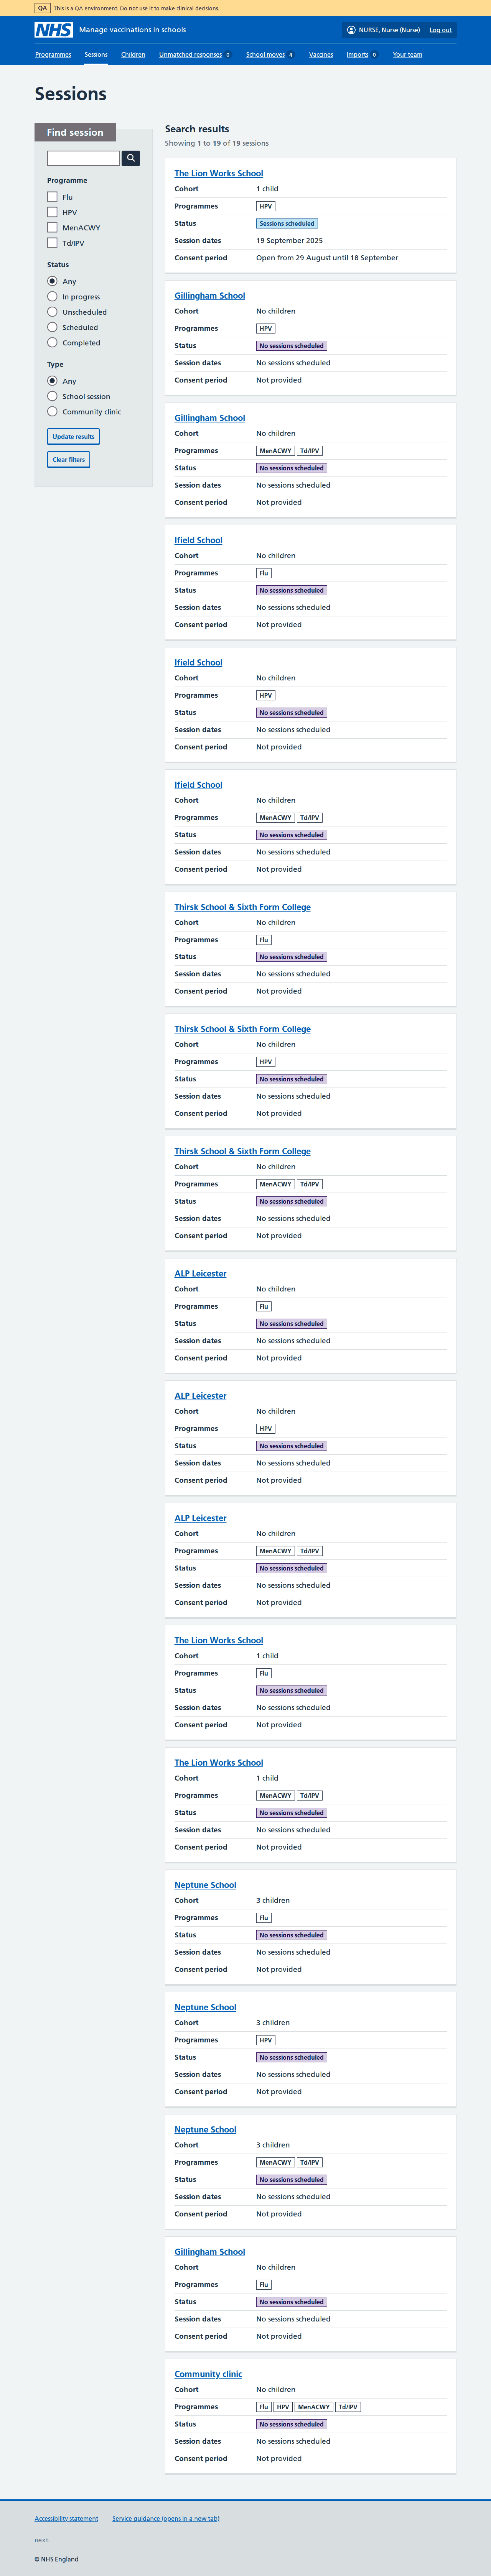 QA This is a QA environment. Do not use it to make clinical decisions.
NHS Manage vaccinations in schools NURSE, Nurse (Nurse) Log out
Programmes Sessions Children Unmatched responses 0 School moves 4 Vaccines Imports 0 Your team
Sessions
Find session
Programme
Flu
HPV
MenACWY
Td/IPV
Status
Any
In progress
Unscheduled
Scheduled
Completed
Type
Any
School session
Community clinic
Update results
Clear filters
Search results
Showing 1 to 19 of 19 sessions
The Lion Works School
Cohort 1 child
Programmes HPV
Status Sessions scheduled
Session dates 19 September 2025
Consent period Open from 29 August until 18 September
Gillingham School
Cohort No children
Programmes HPV
Status No sessions scheduled
Session dates No sessions scheduled
Consent period Not provided
Gillingham School
Cohort No children
Programmes MenACWY Td/IPV
Status No sessions scheduled
Session dates No sessions scheduled
Consent period Not provided
Ifield School
Cohort No children
Programmes Flu
Status No sessions scheduled
Session dates No sessions scheduled
Consent period Not provided
Ifield School
Cohort No children
Programmes HPV
Status No sessions scheduled
Session dates No sessions scheduled
Consent period Not provided
Ifield School
Cohort No children
Programmes MenACWY Td/IPV
Status No sessions scheduled
Session dates No sessions scheduled
Consent period Not provided
Thirsk School & Sixth Form College
Cohort No children
Programmes Flu
Status No sessions scheduled
Session dates No sessions scheduled
Consent period Not provided
Thirsk School & Sixth Form College
Cohort No children
Programmes HPV
Status No sessions scheduled
Session dates No sessions scheduled
Consent period Not provided
Thirsk School & Sixth Form College
Cohort No children
Programmes MenACWY Td/IPV
Status No sessions scheduled
Session dates No sessions scheduled
Consent period Not provided
ALP Leicester
Cohort No children
Programmes Flu
Status No sessions scheduled
Session dates No sessions scheduled
Consent period Not provided
ALP Leicester
Cohort No children
Programmes HPV
Status No sessions scheduled
Session dates No sessions scheduled
Consent period Not provided
ALP Leicester
Cohort No children
Programmes MenACWY Td/IPV
Status No sessions scheduled
Session dates No sessions scheduled
Consent period Not provided
The Lion Works School
Cohort 1 child
Programmes Flu
Status No sessions scheduled
Session dates No sessions scheduled
Consent period Not provided
The Lion Works School
Cohort 1 child
Programmes MenACWY Td/IPV
Status No sessions scheduled
Session dates No sessions scheduled
Consent period Not provided
Neptune School
Cohort 3 children
Programmes Flu
Status No sessions scheduled
Session dates No sessions scheduled
Consent period Not provided
Neptune School
Cohort 3 children
Programmes HPV
Status No sessions scheduled
Session dates No sessions scheduled
Consent period Not provided
Neptune School
Cohort 3 children
Programmes MenACWY Td/IPV
Status No sessions scheduled
Session dates No sessions scheduled
Consent period Not provided
Gillingham School
Cohort No children
Programmes Flu
Status No sessions scheduled
Session dates No sessions scheduled
Consent period Not provided
Community clinic
Cohort No children
Programmes Flu HPV MenACWY Td/IPV
Status No sessions scheduled
Session dates No sessions scheduled
Consent period Not provided
Accessibility statement Service guidance (opens in a new tab)
next
© NHS England